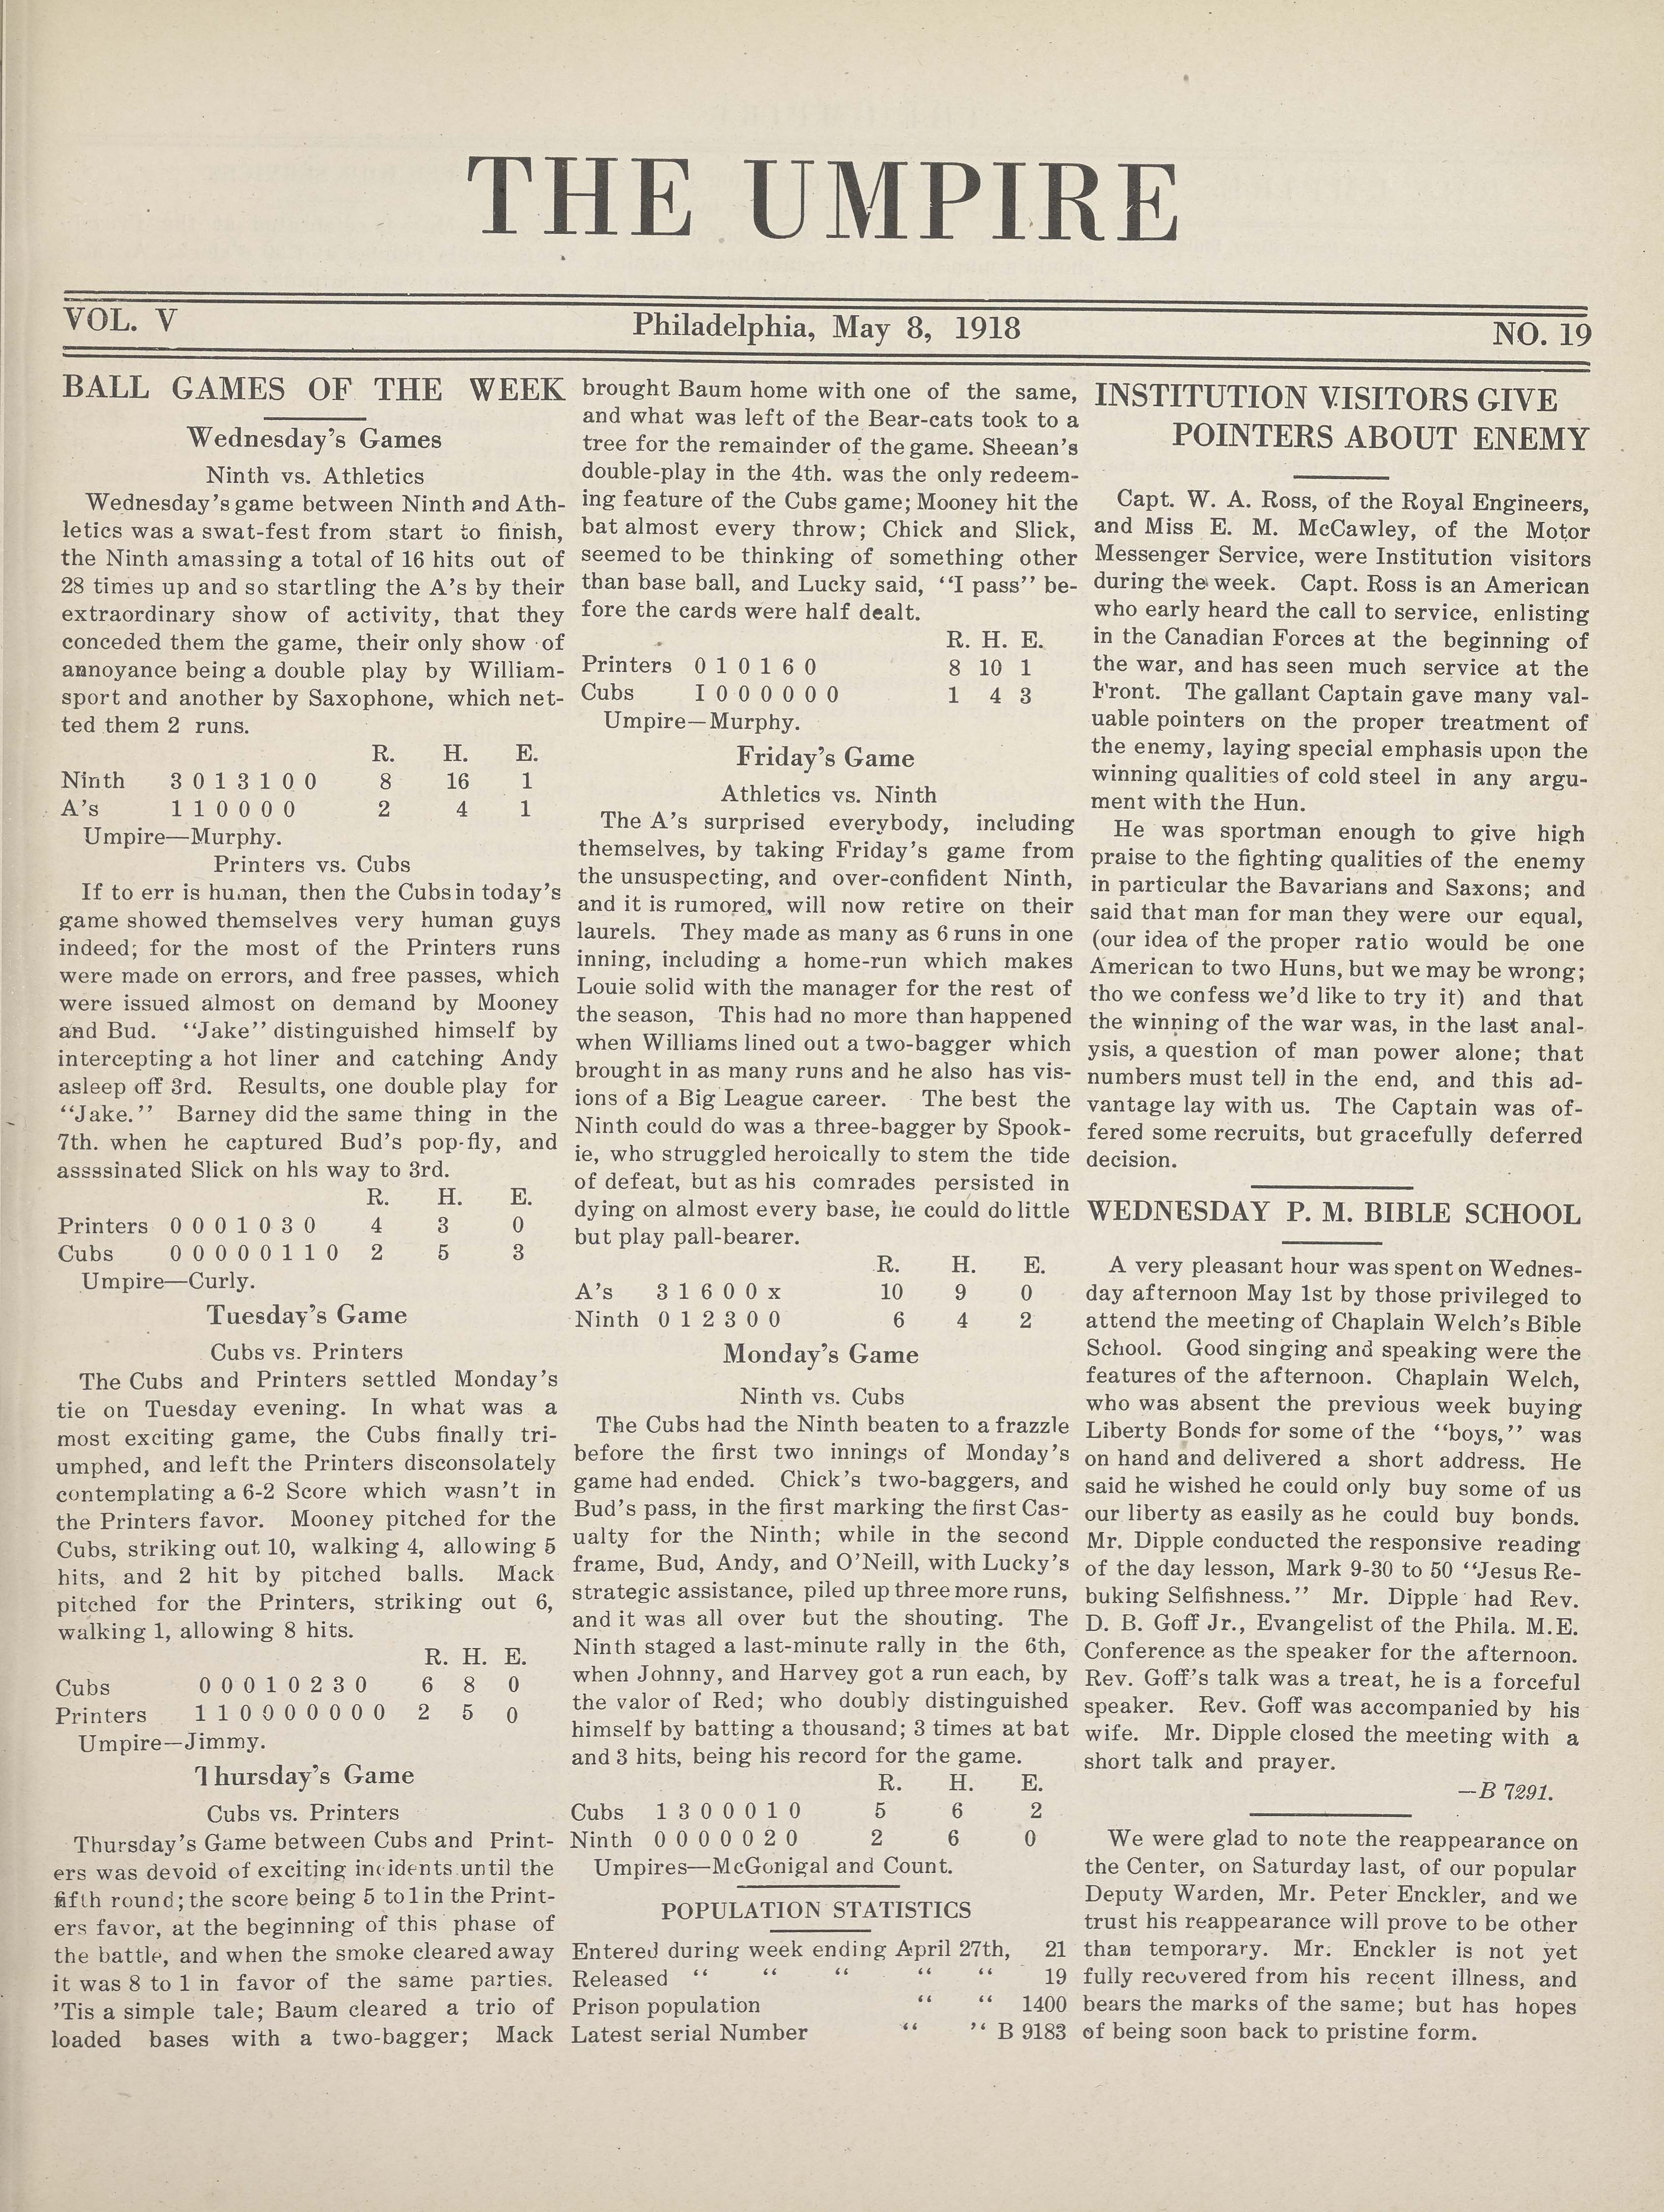 THE UMPIRE
VOL. V
Philadelphia, May 8, 1918
NO. 19
BALL GAMES OF THE WEEK
Wednesday's Games
Ninth vs. Athletics
Wednesday's game between Ninth and Ath-
letics was a swat-fest from start to finish,
the Ninth amassing a total of 16 hits out of
28 times up and so startling the A's by their
extraordinary show of activity, that they
conceded them the game, their only show of
annoyance being a double play by William-
sport and another by Saxophone, which net-
ted them 2 runs.
R. H. E.
Ninth 3 0 1 3 1 0 0 8 16 1
A's 1 1 0 0 0 0 2 4 1
Umpire—Murphy.
Printers vs. Cubs
If to err is human, then the Cubs in today's
game showed themselves very human guys
indeed; for the most of the Printers runs
were made on errors, and free passes, which
were issued almost on demand by Mooney
and Bud. "Jake" distinguished himself by
intercepting a hot liner and catching Andy
asleep off 3rd. Results, one double play for
"Jake." Barney did the same thing in the
7th. when he captured Bud's pop-fly, and
assssinated Slick on hls way to 3rd.
R. H. E.
Printers 0 0 0 1 0 3 0 4 3 0
Cubs 0 0 0 0 0 1 1 0 2 5 3
Umpire—Curly.
Tuesday's Game
Cubs vs. Printers
The Cubs and Printers settled Monday's
tie on Tuesday evening. In what was a
most exciting game, the Cubs finally tri-
umphed, and left the Printers disconsolately
contemplating a 6-2 Score which wasn't in
the Printers favor. Mooney pitched for the
Cubs, striking out 10, walking 4, allowing 5
hits, and 2 hit by pitched balls. Mack
pitched for the Printers, striking out 6,
walking 1, allowing 8 hits.
R. H. E.
Cubs 0 0 0 1 0 2 3 0 6 8 0
Printers 1 1 0 0 0 0 0 0 0 2 5 0
Umpire—Jimmy.
Thursday's Game
Cubs vs. Printers
Thursday's Game between Cubs and Print-
ers was devoid of exciting incidents until the
fifth round; the score being 5 to 1 in the Print-
ers favor, at the beginning of this phase of
the battle, and when the smoke cleared away
it was 8 to 1 in favor of the same parties.
'Tis a simple tale; Baum cleared a trio of
loaded bases with a two-bagger; Mack
brought Baum home with one of the same,
and what was left of the Bear-cats took to a
tree for the remainder of the game. Sheean's
double-play in the 4th. was the only redeem-
ing feature of the Cubs game; Mooney hit the
bat almost every throw; Chick and Slick,
seemed to be thinking of something other
than base ball, and Lucky said, "I pass" be-
fore the cards were half dealt.
R. H. E.
Printers 0 1 0 1 6 0 8 10 1
Cubs I 0 0 0 0 0 0 1 4 3
Umpire—Murphy.
Friday's Game
Athletics vs. Ninth
The A's surprised everybody, including
themselves, by taking Friday's game from
the unsuspecting, and over-confident Ninth,
and it is rumored, will now retire on their
laurels. They made as many as 6 runs in one
inning, including a home-run which makes
Louie solid with the manager for the rest of
the season, This had no more than happened
when Williams lined out a two-bagger which
brought in as many runs and he also has vis-
ions of a Big League career. The best the
Ninth could do was a three-bagger by Spook-
ie, who struggled heroically to stem the tide
of defeat, but as his comrades persisted in
dying on almost every base, he could do little
but play pall-bearer.
R. H. E.
A's 3 1 6 0 0 x 10 9 0
Ninth 0 1 2 3 0 0 6 4 2
Monday's Game
Ninth vs. Cubs
The Cubs had the Ninth beaten to a frazzle
before the first two innings of Monday's
game had ended. Chick's two-baggers, and
Bud's pass, in the first marking the first Cas-
ualty for the Ninth; while in the second
frame, Bud, Andy, and O'Neill, with Lucky's
strategic assistance, piled up three more runs,
and it was all over but the shouting. The
Ninth staged a last-minute rally in the 6th,
when Johnny, and Harvey got a run each, by
the valor of Red; who doubly distinguished
himself by batting a thousand; 3 times at bat
and 3 hits, being his record for the game.
R. H. E.
Cubs 1 3 0 0 0 1 0 5 6 2
Ninth 0 0 0 0 0 2 0 2 6 0
Umpires—McGonigal and Count.
POPULATION STATISTICS
Entered during week ending April 27th, 21
Released " " " " " 19
Prison population " " 1400
Latest serial Number " " B 9183
INSTITUTION VISITORS GIVE
POINTERS ABOUT ENEMY
Capt. W. A. Ross, of the Royal Engineers,
and Miss E. M. McCawley, of the Motor
Messenger Service, were Institution visitors
during the week. Capt. Ross is an American
who early heard the call to service, enlisting
in the Canadian Forces at the beginning of
the war, and has seen much service at the
Front. The gallant Captain gave many val-
uable pointers on the proper treatment of
the enemy, laying special emphasis upon the
winning qualities of cold steel in any argu-
ment with the Hun.
He was sportman enough to give high
praise to the fighting qualities of the enemy
in particular the Bavarians and Saxons; and
said that man for man they were our equal,
(our idea of the proper ratio would be one
American to two Huns, but we may be wrong;
tho we confess we'd like to try it) and that
the winning of the war was, in the last anal-
ysis, a question of man power alone; that
numbers must tell in the end, and this ad-
vantage lay with us. The Captain was of-
fered some recruits, but gracefully deferred
decision.
WEDNESDAY P. M. BIBLE SCHOOL
A very pleasant hour was spent on Wednes-
day afternoon May 1st by those privileged to
attend the meeting of Chaplain Welch's Bible
School. Good singing and speaking were the
features of the afternoon. Chaplain Welch,
who was absent the previous week buying
Liberty Bonds for some of the "boys," was
on hand and delivered a short address. He
said he wished he could only buy some of us
our liberty as easily as he could buy bonds.
Mr. Dipple conducted the responsive reading
of the day lesson, Mark 9-30 to 50 "Jesus Re-
buking Selfishness." Mr. Dipple had Rev.
D. B. Goff Jr., Evangelist of the Phila. M.E.
Conference as the speaker for the afternoon.
Rev. Goff's talk was a treat, he is a forceful
speaker. Rev. Goff was accompanied by his
wife. Mr. Dipple closed the meeting with a
short talk and prayer.
—B 7291.
We were glad to note the reappearance on
the Center, on Saturday last, of our popular
Deputy Warden, Mr. Peter Enckler, and we
trust his reappearance will prove to be other
than temporary. Mr. Enckler is not yet
fully recovered from his recent illness, and
bears the marks of the same; but has hopes
of being soon back to pristine form.